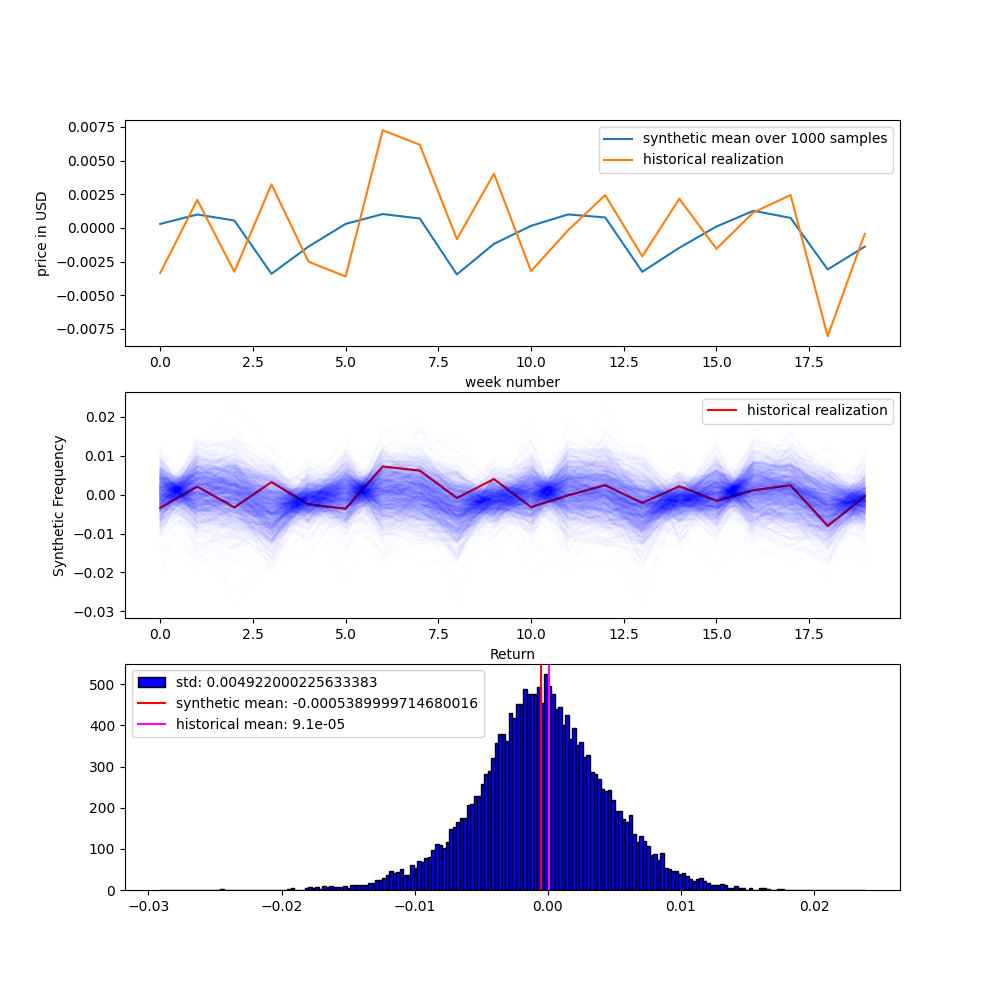 synthetic mean over 1000 samples
historical realization
price in USD
0.0075
0.0050
0.0025
0.0000
−0.0025
−0.0050
−0.0075
0.0 2.5 5.0 7.5 10.0 12.5 15.0 17.5
week number
historical realization
Synthetic Frequency
0.02
0.01
0.00
−0.01
−0.02
−0.03
0.0 2.5 5.0 7.5 10.0 12.5 15.0 17.5
Return
std: 0.004922000225633383
synthetic mean: -0.0005389999714680016
historical mean: 9.1e-05
500
400
300
200
100
0
−0.03 −0.02 −0.01 0.00 0.01 0.02